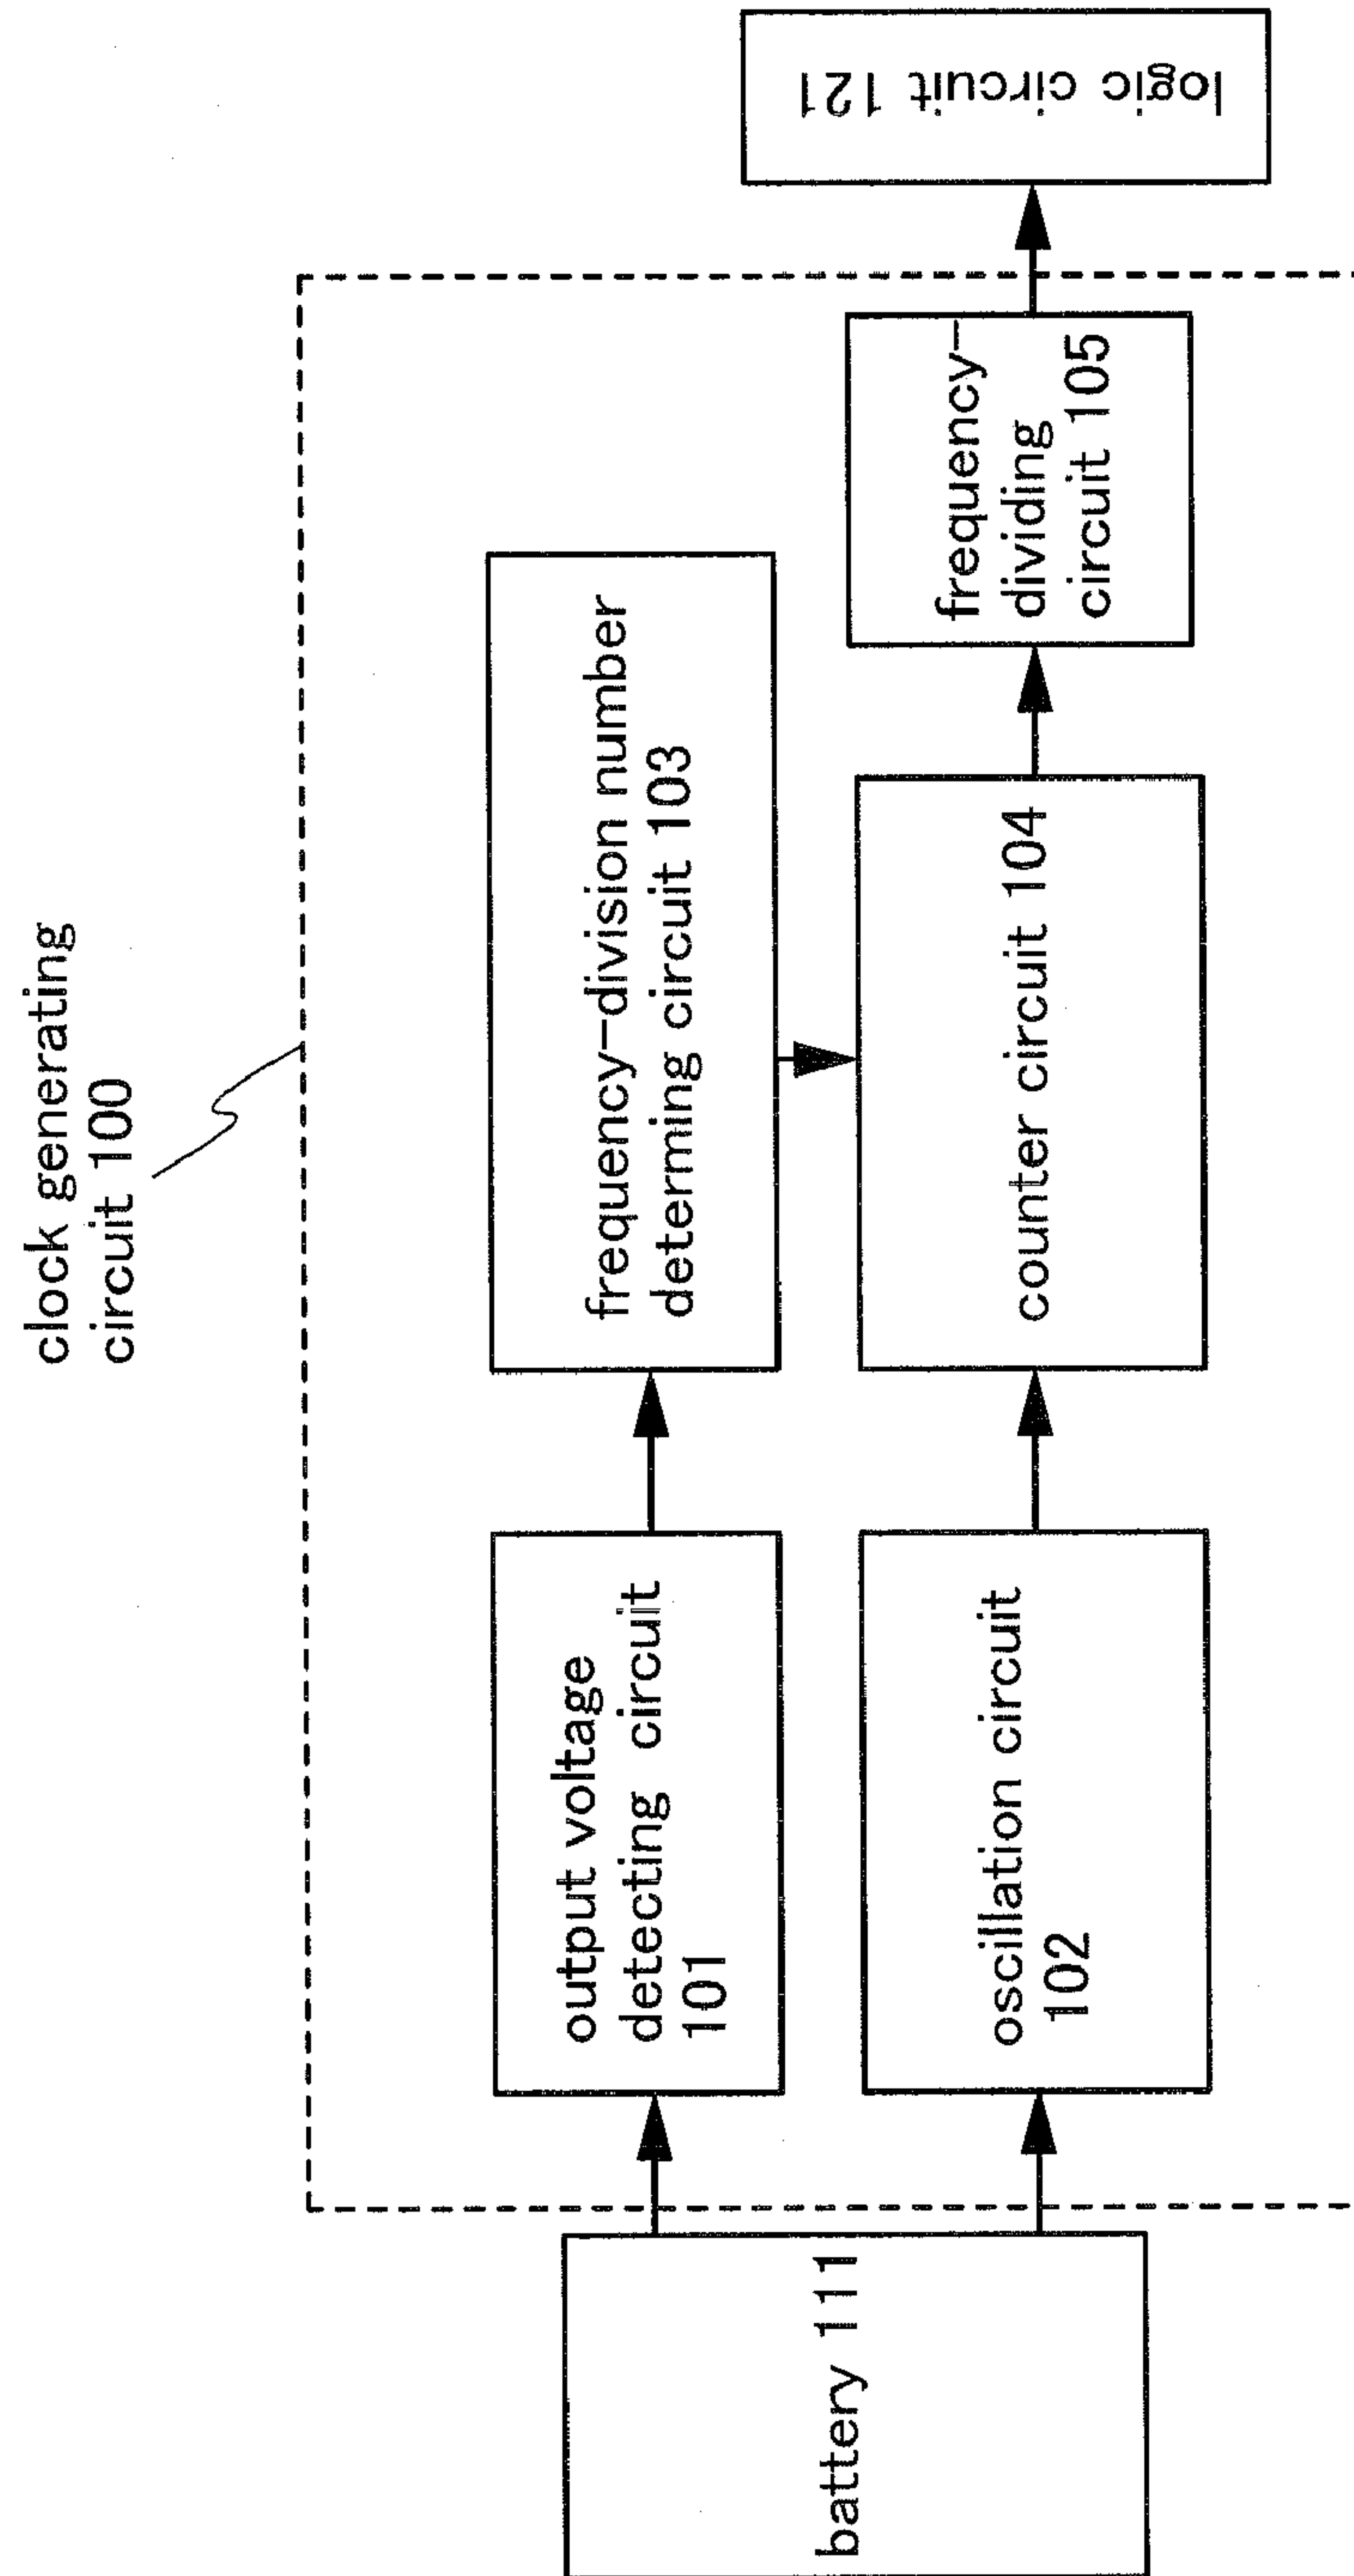 clock generating
circuit 100
battery 111
output voltage
detecting circuit
101
oscillation circuit
102
frequency-division number
determing circuit 103
counter circuit 104
frequency-
dividing
circuit 105
logic circuit 121